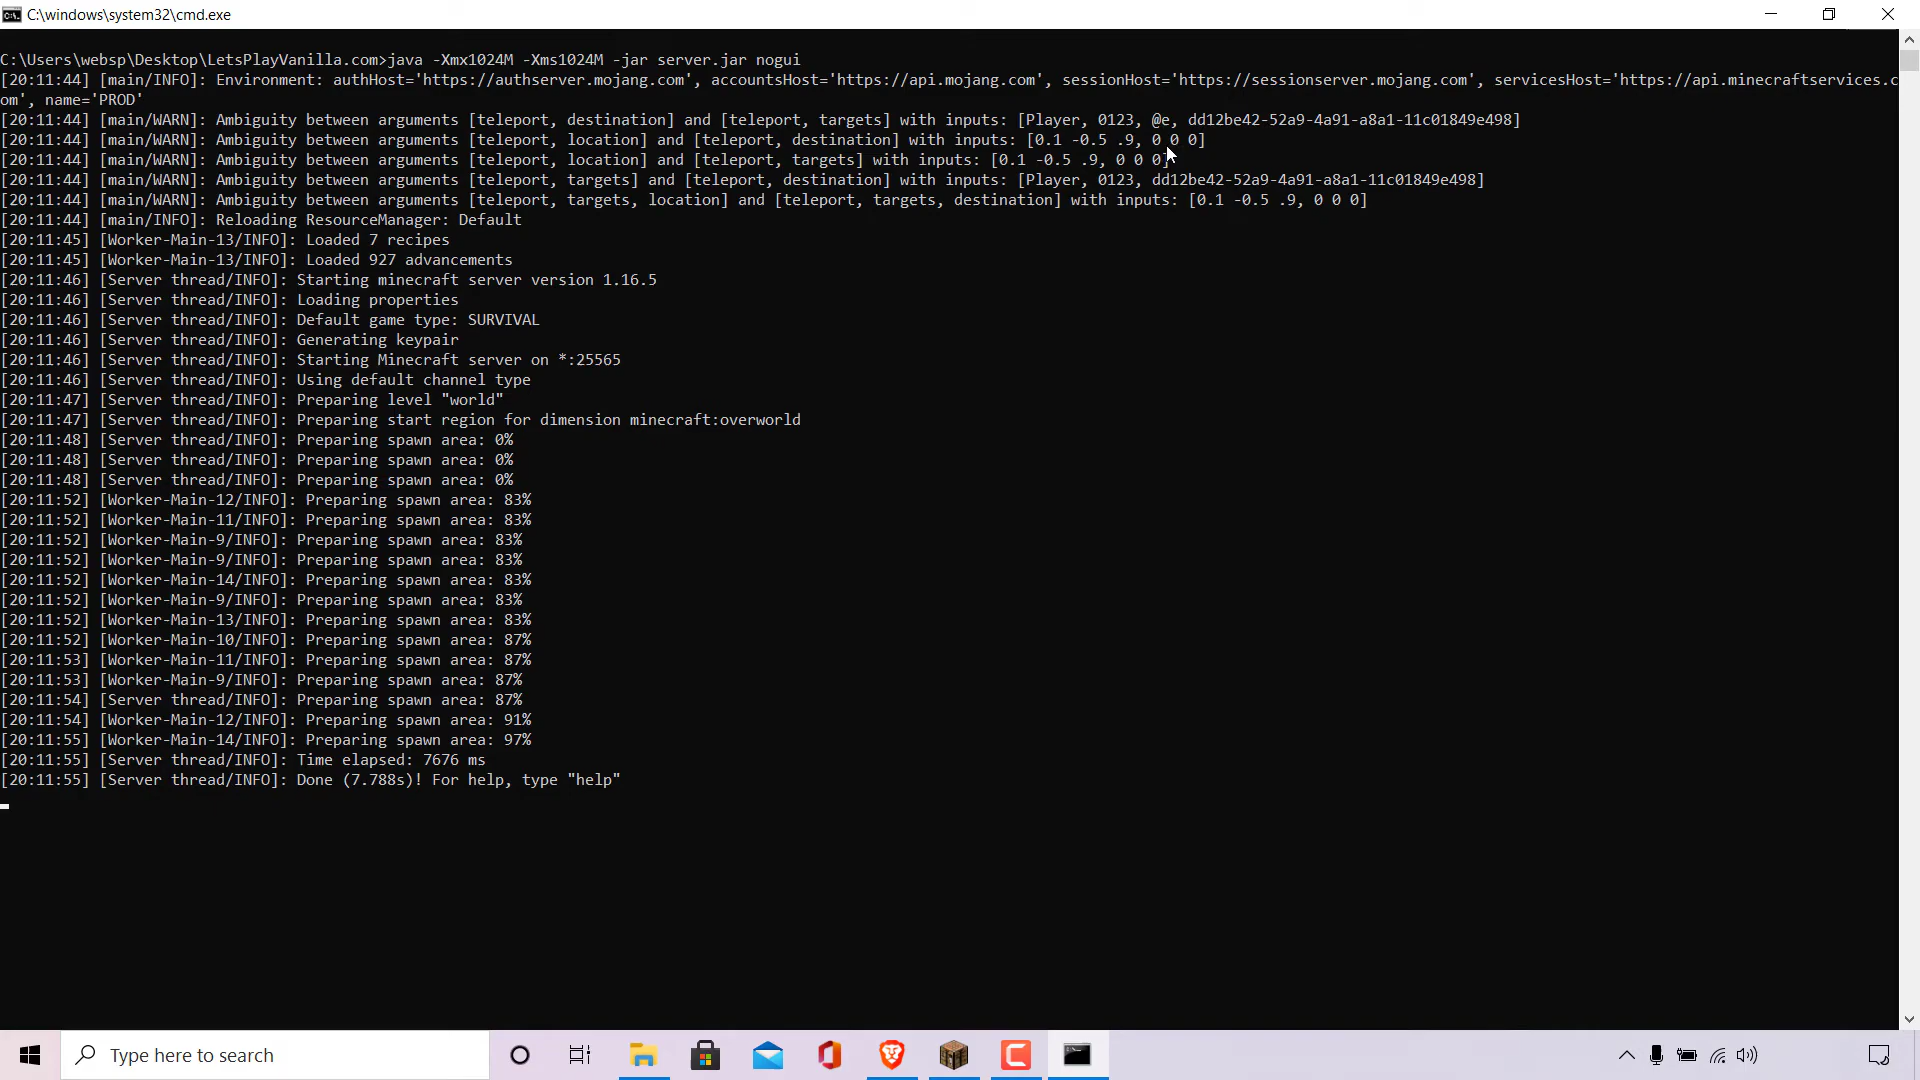 C:\windows\system32\cmd.exe
C:\Users\websp\Desktop\LetsPlayVanilla.com>java -Xmx1024M -Xms1024M -jar server.jar nogui
[20:11:44] [main/INFO]: Environment: authHost='https://authserver.mojang.com', accountsHost='https://api.mojang.com', sessionHost='https://sessionserver.mojang.com', servicesHost='https://api.minecraftservices.c
om', name='PROD'
[20:11:44] [main/WARN]: Ambiguity between arguments [teleport, destination] and [teleport, targets] with inputs: [Player, 0123, @e, dd12be42-52a9-4a91-a8a1-11c01849e498]
[20:11:44] [main/WARN]: Ambiguity between arguments [teleport, location] and [teleport, destination] with inputs: [0.1 -0.5 .9, 0 0 0]
[20:11:44] [main/WARN]: Ambiguity between arguments [teleport, location] and [teleport, targets] with inputs: [0.1 -0.5 .9, 0 0 0]
[20:11:44] [main/WARN]: Ambiguity between arguments [teleport, targets] and [teleport, destination] with inputs: [Player, 0123, dd12be42-52a9-4a91-a8a1-11c01849e498]
[20:11:44] [main/WARN]: Ambiguity between arguments [teleport, targets, location] and [teleport, targets, destination] with inputs: [0.1 -0.5 .9, 0 0 0]
[20:11:44] [main/INFO]: Reloading ResourceManager: Default
[20:11:45] [Worker-Main-13/INFO]: Loaded 7 recipes
[20:11:45] [Worker-Main-13/INFO]: Loaded 927 advancements
[20:11:46] [Server thread/INFO]: Starting minecraft server version 1.16.5
[20:11:46] [Server thread/INFO]: Loading properties
[20:11:46] [Server thread/INFO]: Default game type: SURVIVAL
[20:11:46] [Server thread/INFO]: Generating keypair
[20:11:46] [Server thread/INFO]: Starting Minecraft server on *:25565
[20:11:46] [Server thread/INFO]: Using default channel type
[20:11:47] [Server thread/INFO]: Preparing level "world"
[20:11:47] [Server thread/INFO]: Preparing start region for dimension minecraft:overworld
[20:11:48] [Server thread/INFO]: Preparing spawn area: 0%
[20:11:48] [Server thread/INFO]: Preparing spawn area: 0%
[20:11:48] [Server thread/INFO]: Preparing spawn area: 0%
[20:11:52] [Worker-Main-12/INFO]: Preparing spawn area: 83%
[20:11:52] [Worker-Main-11/INFO]: Preparing spawn area: 83%
[20:11:52] [Worker-Main-9/INFO]: Preparing spawn area: 83%
[20:11:52] [Worker-Main-9/INFO]: Preparing spawn area: 83%
[20:11:52] [Worker-Main-14/INFO]: Preparing spawn area: 83%
[20:11:52] [Worker-Main-9/INFO]: Preparing spawn area: 83%
[20:11:52] [Worker-Main-13/INFO]: Preparing spawn area: 83%
[20:11:52] [Worker-Main-10/INFO]: Preparing spawn area: 87%
[20:11:53] [Worker-Main-11/INFO]: Preparing spawn area: 87%
[20:11:53] [Worker-Main-9/INFO]: Preparing spawn area: 87%
[20:11:54] [Server thread/INFO]: Preparing spawn area: 87%
[20:11:54] [Worker-Main-12/INFO]: Preparing spawn area: 91%
[20:11:55] [Worker-Main-14/INFO]: Preparing spawn area: 97%
[20:11:55] [Server thread/INFO]: Time elapsed: 7676 ms
[20:11:55] [Server thread/INFO]: Done (7.788s)! For help, type "help"
Type here to search